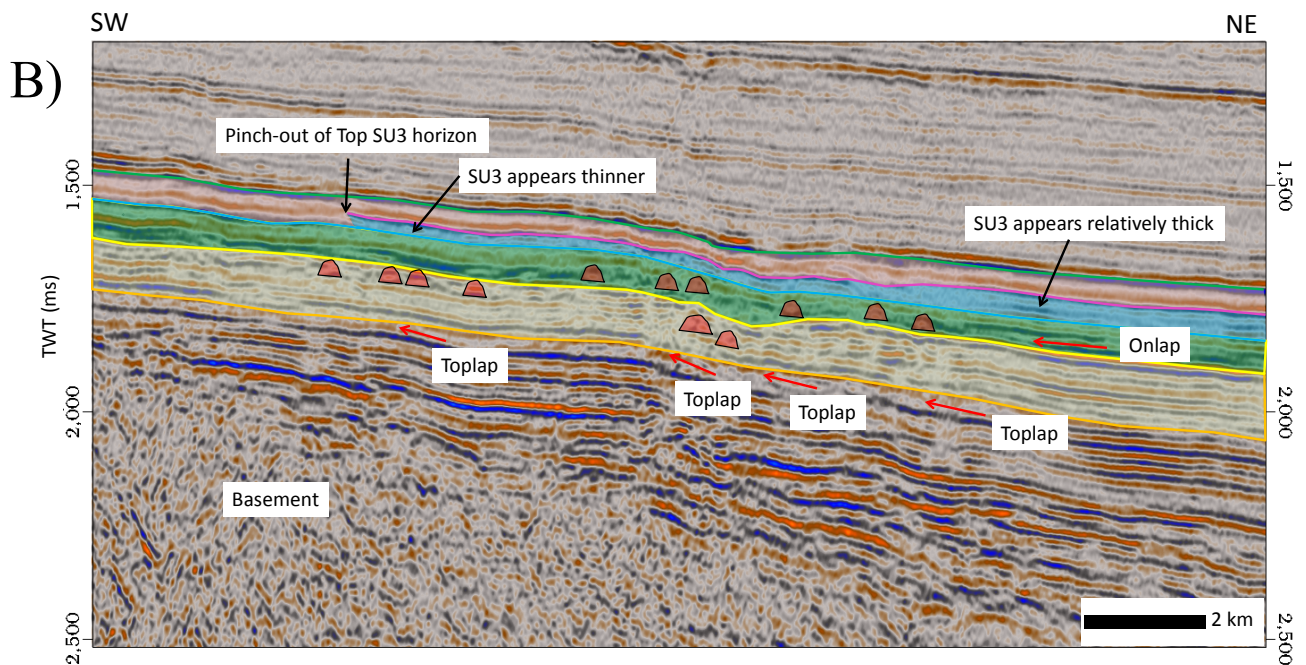 SW
NE
B)
Pinch-out of Top SU3 horizon
SU3 appears thinner
SU3 appears relatively thick
1,500
1,500
TWT (ms)
Onlap
Toplap
Toplap
Toplap
Toplap
2,000
2,000
Basement
2 km
2,500
2,500